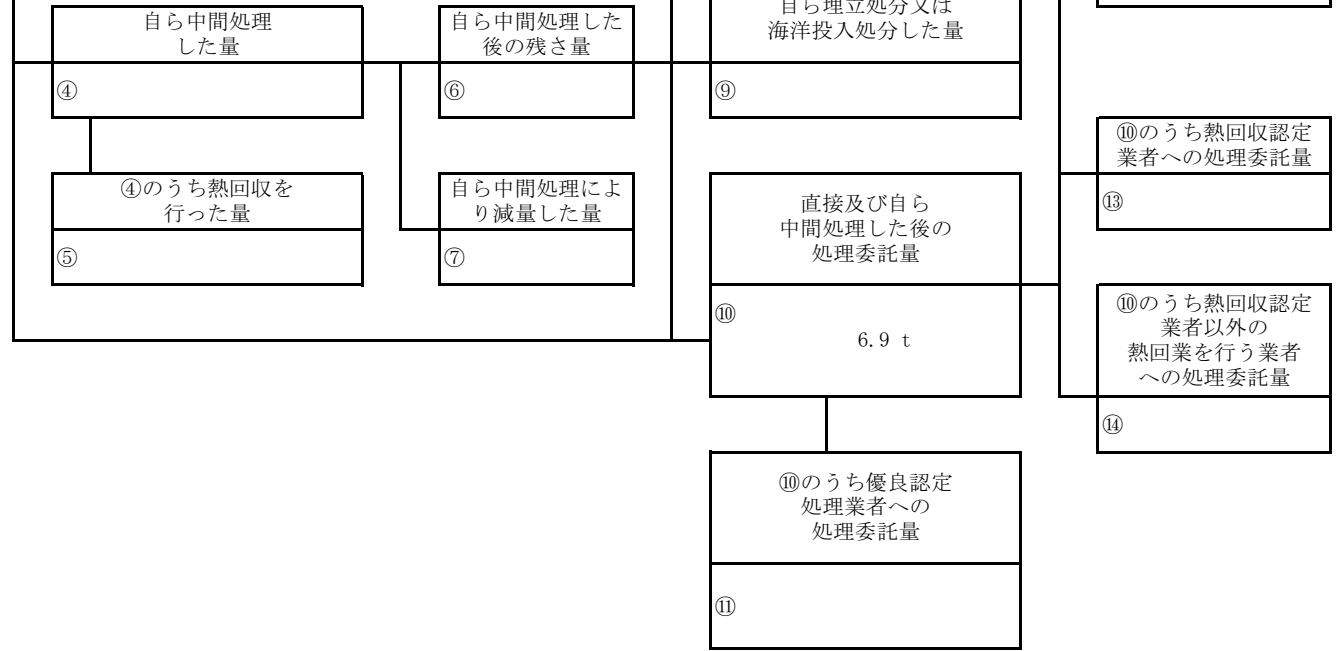 自ら中間処理
した量
④
自ら中間処理した
後の残さ量
⑥
自ら埋立処分又は
海洋投入処分した量
⑨
⑩のうち熱回収認定
業者への処理委託量
⑬
④のうち熱回収を
行った量
⑤
自ら中間処理によ
り減量した量
⑦
直接及び自ら
中間処理した後の
処理委託量
⑩
6.9 t
⑩のうち熱回収認定
業者以外の
熱回業を行う業者
への処理委託量
⑭
⑩のうち優良認定
処理業者への
処理委託量
⑪